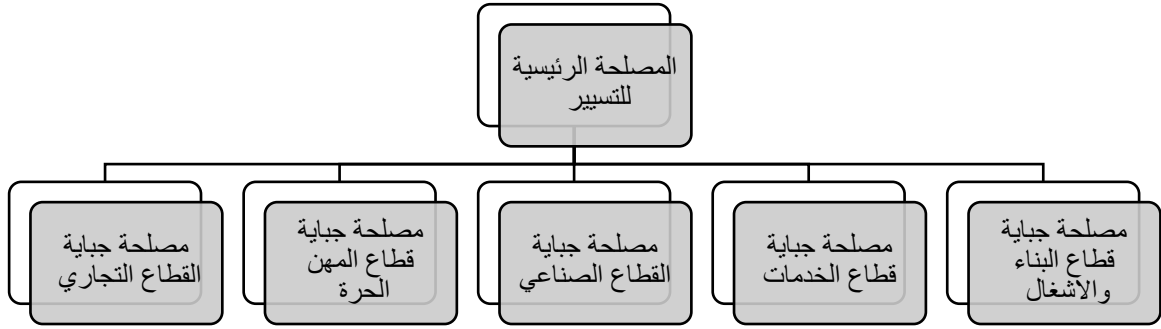 المصلحة الرئيسية
للتسيير
مصلحة جباية
قطاع البناء
والاشغال
مصلحة جباية
قطاع الخدمات
مصلحة جباية
القطاع الصناعي
مصلحة جباية
قطاع المهن
الحرة
مصلحة جباية
القطاع التجاري